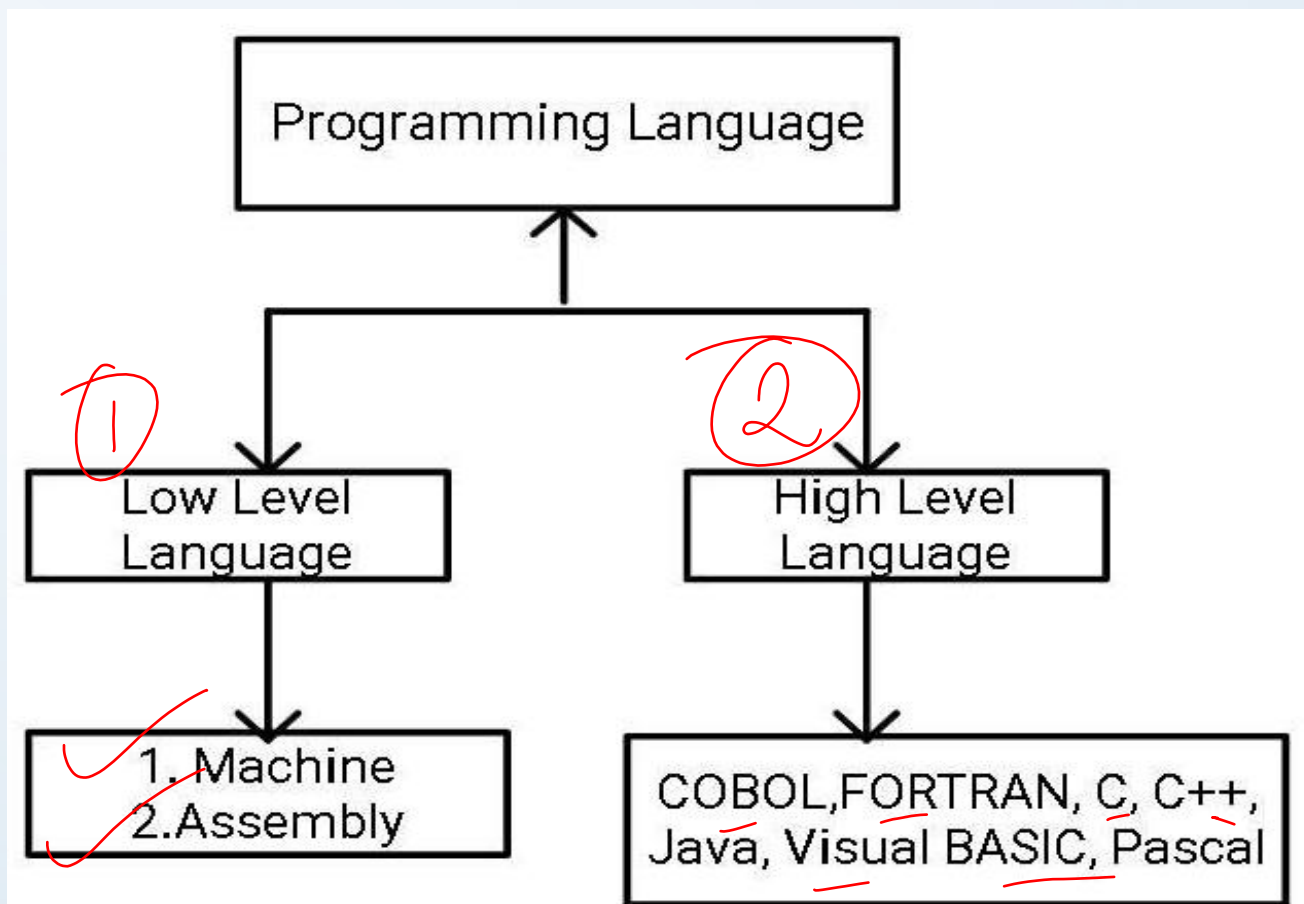 Programming Language
1
2
Low Level
Language
High Level
Language
1. Machine
2.Assembly
COBOL,FORTRAN, C, C++,
Java, Visual BASIC, Pascal